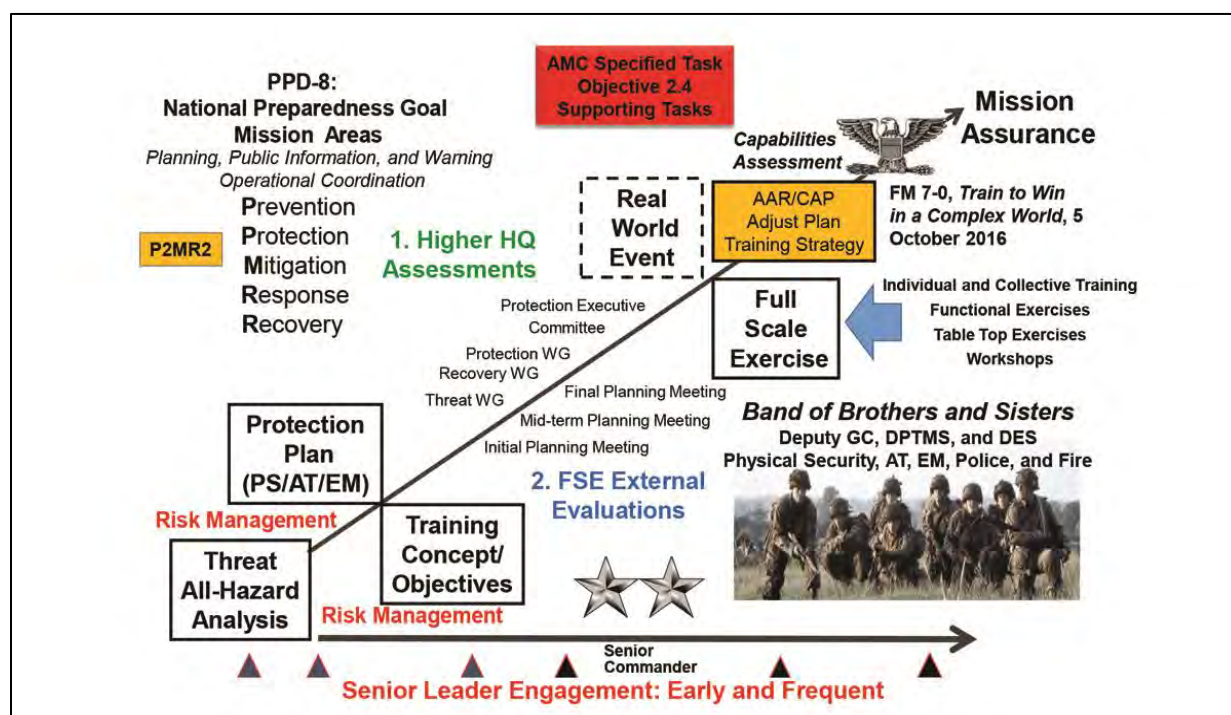 PPD-8:
National Preparedness Goal
Mission Areas
Planning, Public Information, and Warning
Operational Coordination
P2MR2
Prevention
Protection
Mitigation
Response
Recovery
1. Higher HQ
Assessments
AMC Specified Task
Objective 2.4
Supporting Tasks
Mission
Assurance
Capabilities
Assessment
Real
World
Event
AAR/CAP
Adjust Plan
Training Strategy
FM 7-0, Train to Win
in a Complex World, 5
October 2016
Full
Scale
Exercise
Individual and Collective Training
Functional Exercises
Table Top Exercises
Workshops
Protection Executive
Committee
Protection WG
Recovery WG
Threat WG
Final Planning Meeting
Mid-term Planning Meeting
Initial Planning Meeting
Protection
Plan
(PS/AT/EM)
2. FSE External
Evaluations
Band of Brothers and Sisters
Deputy GC, DPTMS, and DES
Physical Security, AT, EM, Police, and Fire
Risk Management
Threat
All-Hazard
Analysis
Training
Concept/
Objectives
Risk Management
Senior
Commander
Senior Leader Engagement: Early and Frequent